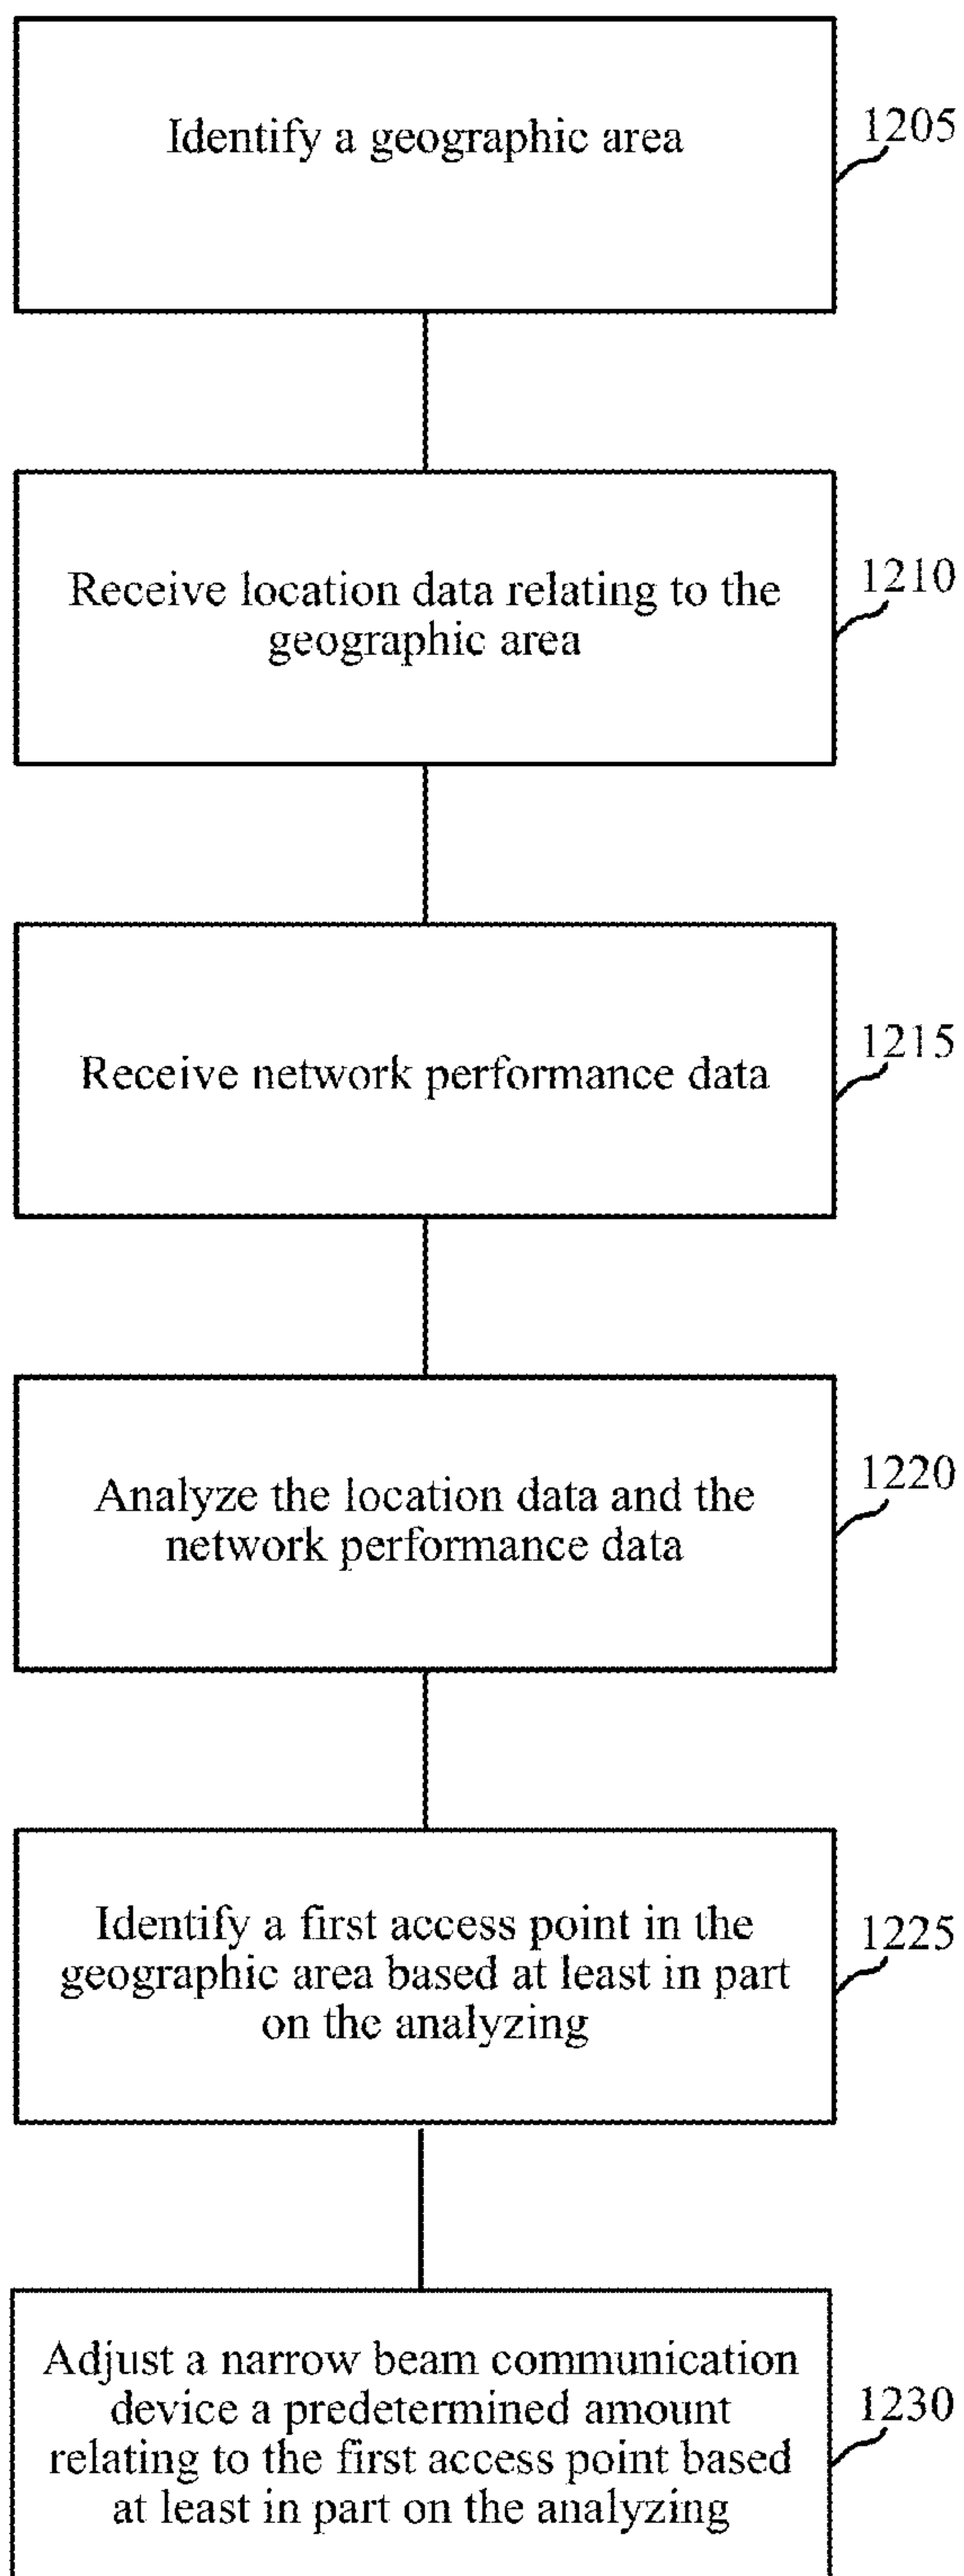 Identify a geographic area
1205
Receive location data relating to the
geographic area
1210
Receive network performance data
1215
Analyze the location data and the
network performance data
1220
Identify a first access point in the
geographic area based at least in part
on the analyzing
1225
Adjust a narrow beam communication
device a predetermined amount
relating to the first access point based
at least in part on the analyzing
1230